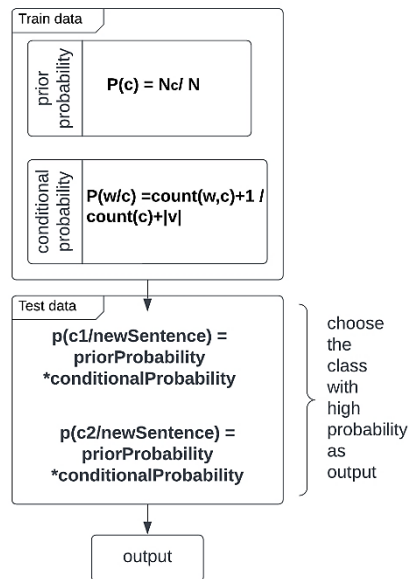 Train data
prior
probability
P(c) = Nc/ N
conditional
probability
P(w/c) =count(w,c)+1 /
count(c)+|v|
Test data
p(c1/newSentence) =
priorProbability
*conditionalProbability
p(c2/newSentence) =
priorProbability
*conditionalProbability
choose
the
class
with
high
probability
as
output
output